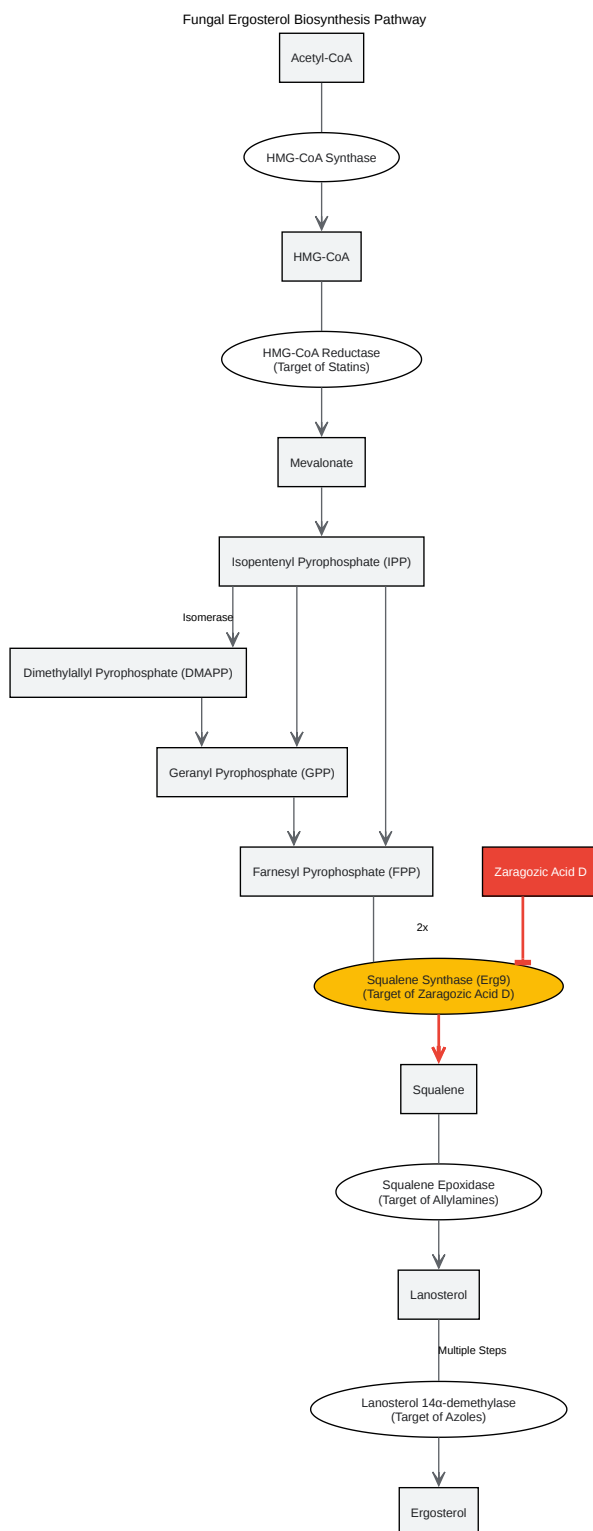 Fungal Ergosterol Biosynthesis Pathway
Acetyl-CoA
HMG-CoA Synthase
HMG-CoA
HMG-CoA Reductase
(Target of Statins)
Mevalonate
Isopentenyl Pyrophosphate (IPP)
Isomerase
Dimethylallyl Pyrophosphate (DMAPP)
Geranyl Pyrophosphate (GPP)
Farnesyl Pyrophosphate (FPP)
Zaragozic Acid D
2x
Squalene Synthase (Erg9)
(Target of Zaragozic Acid D)
Squalene
Squalene Epoxidase
(Target of Allylamines)
Lanosterol
Multiple Steps
Lanosterol 14α-demethylase
(Target of Azoles)
Ergosterol